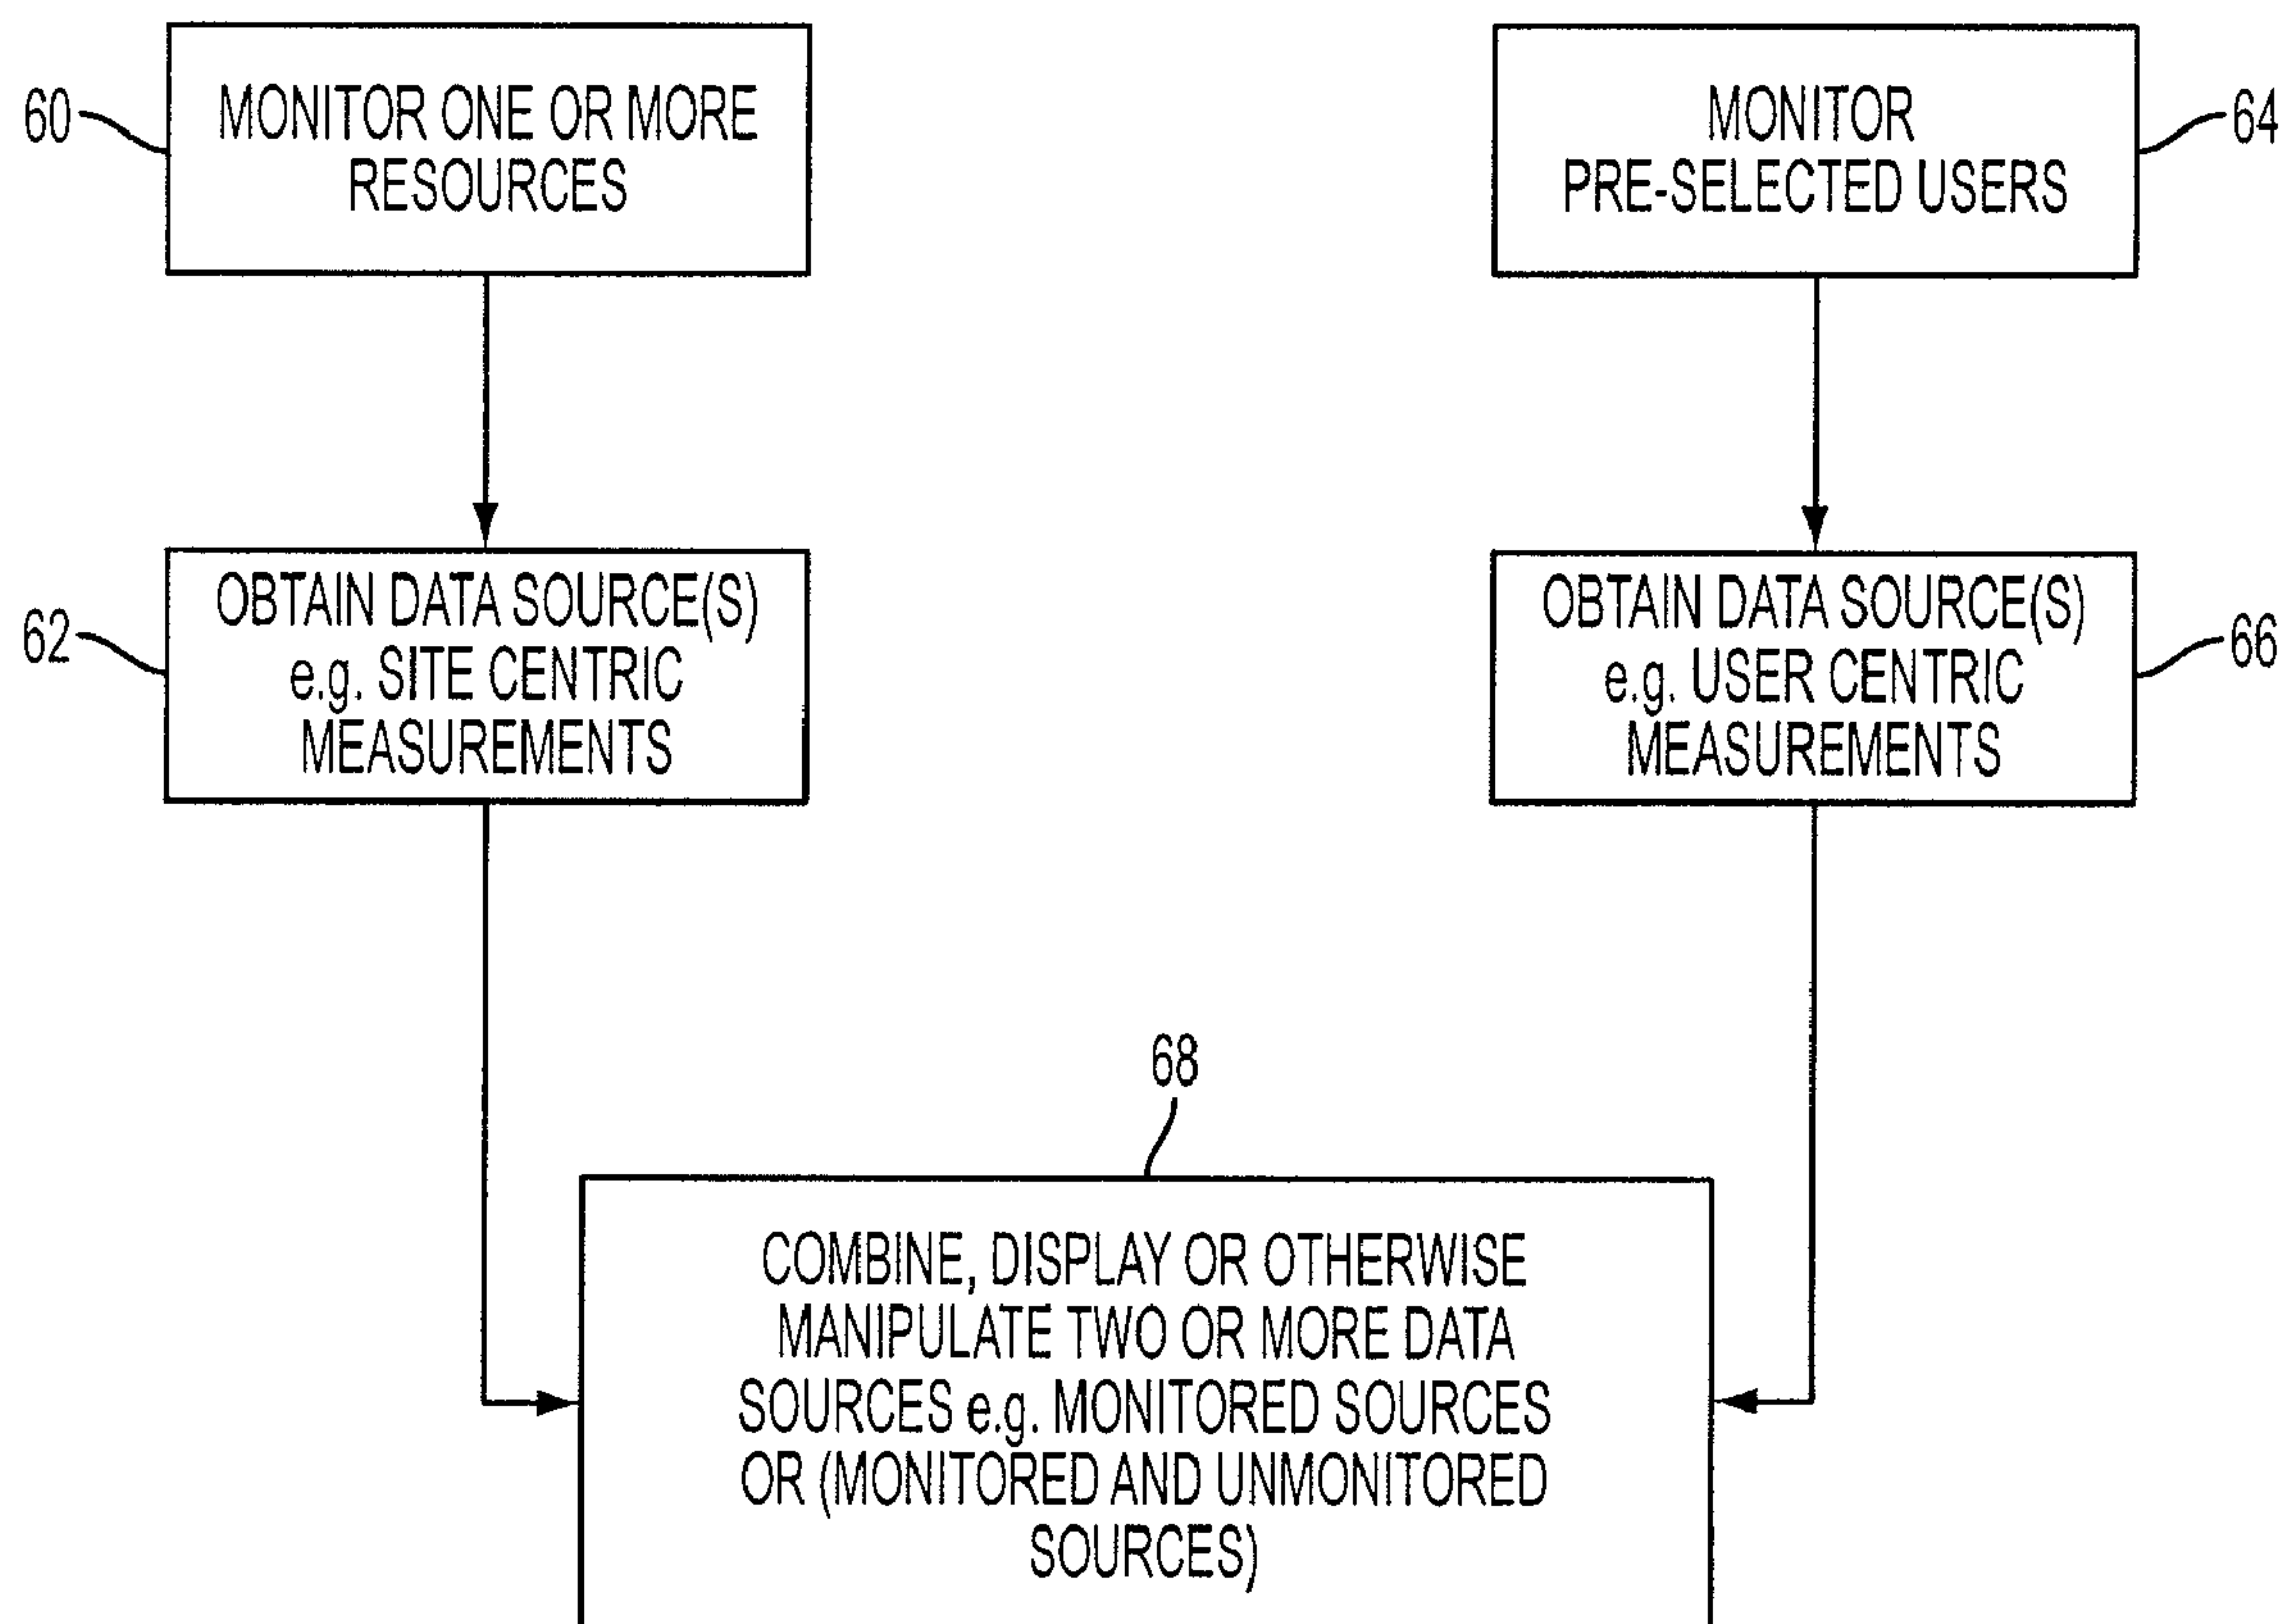 60
MONITOR ONE OR MORE
RESOURCES
MONITOR
PRE-SELECTED USERS
64
62
OBTAIN DATA SOURCE(S)
e.g. SITE CENTRIC
MEASUREMENTS
OBTAIN DATA SOURCE(S)
e.g. USER CENTRIC
MEASUREMENTS
66
68
COMBINE, DISPLAY OR OTHERWISE
MANIPULATE TWO OR MORE DATA
SOURCES e.g. MONITORED SOURCES
OR (MONITORED AND UNMONITORED
SOURCES)